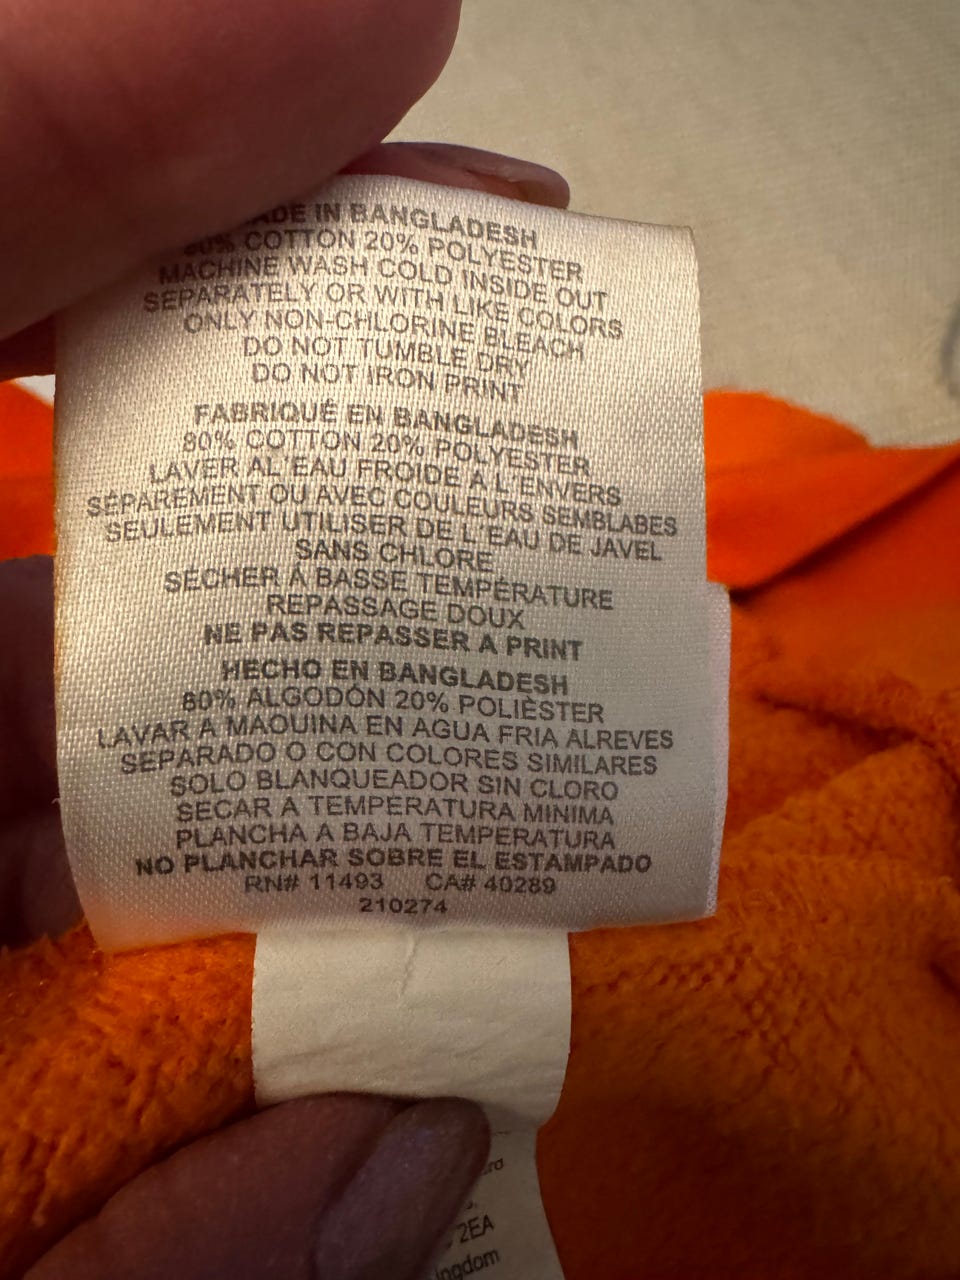 ADE IN BANGLADESH
80% COTTON 20% POLYESTER
MACHINE WASH COLD INSIDE OUT
SEPARATELY OR WITH LIKE COLORS
ONLY NON-CHLORINE BLEACH
DO NOT TUMBLE DRY
DO NOT IRON PRINT
FABRIQUÉ EN BANGLADESH
80% COTTON 20% POLYESTER
LAVER AL'EAU FROIDE À L'ENVERS
SÉPAREMENT OU AVEC COULEURS SEMBLABES
SEULEMENT UTILISER DE L'EAU DE JAVEL
SANS CHLORE
SÉCHER À BASSE TEMPÉRATURE
REPASSAGE DOUX
NE PAS REPASSER A PRINT
HECHO EN BANGLADESH
80% ALGODÓN 20% POLIÈSTER
LAVAR A MAQUINA EN AGUA FRIA ALREVES
SEPARADO O CON COLORES SIMILARES
SOLO BLANQUEADOR SIN CLORO
SECAR A TEMPERATURA MINIMA
PLANCHA A BAJA TEMPERATURA
NO PLANCHAR SOBRE EL ESTAMPADO
RN# 11493 CA# 40289
210274
2EA
ingdom